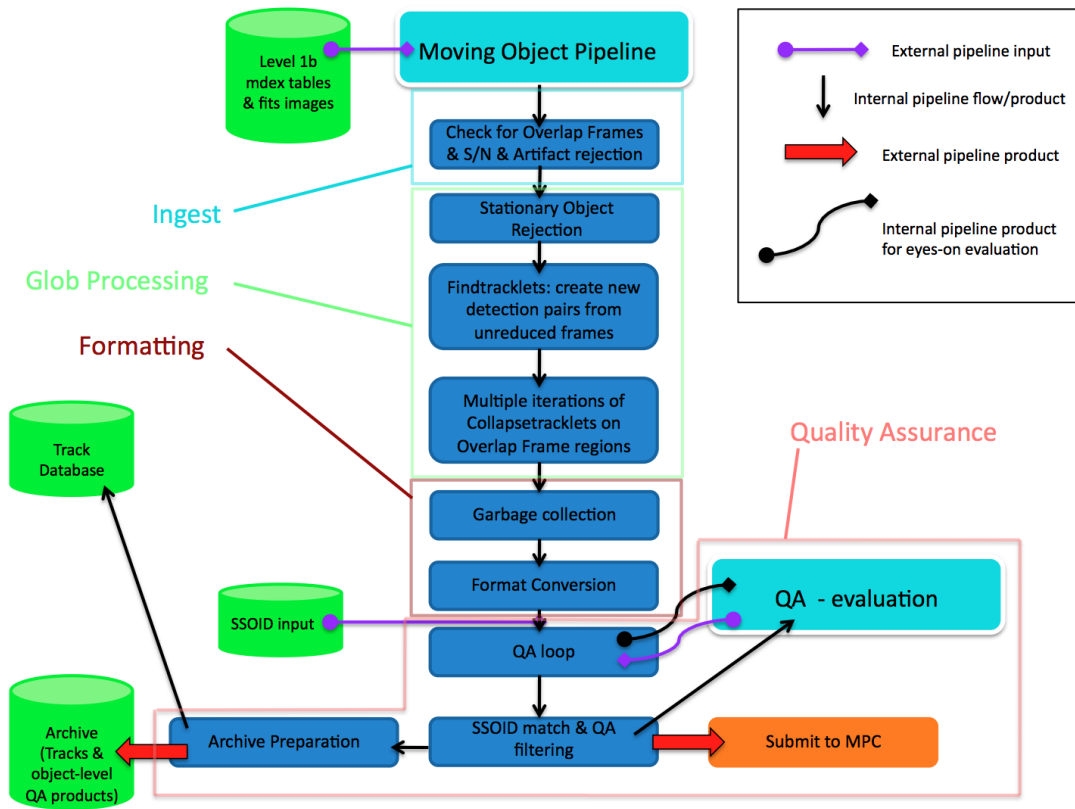 Level 1b
mdex tables
& fits images
Moving Object Pipeline
External pipeline input
Internal pipeline flow/product
External pipeline product
Internal pipeline product
for eyes-on evaluation
Check for Overlap Frames
& S/N & Artifact rejection
Ingest
Stationary Object
Rejection
Glob Processing
Findtracklets: create new
detection pairs from
unreduced frames
Formatting
Multiple iterations of
Collapsetracklets on
Overlap Frame regions
Quality Assurance
Track
Database
Garbage collection
Format Conversion
QA - evaluation
SSOID input
QA loop
Archive
(Tracks &
object-level
QA products)
Archive Preparation
SSOID match & QA
filtering
Submit to MPC